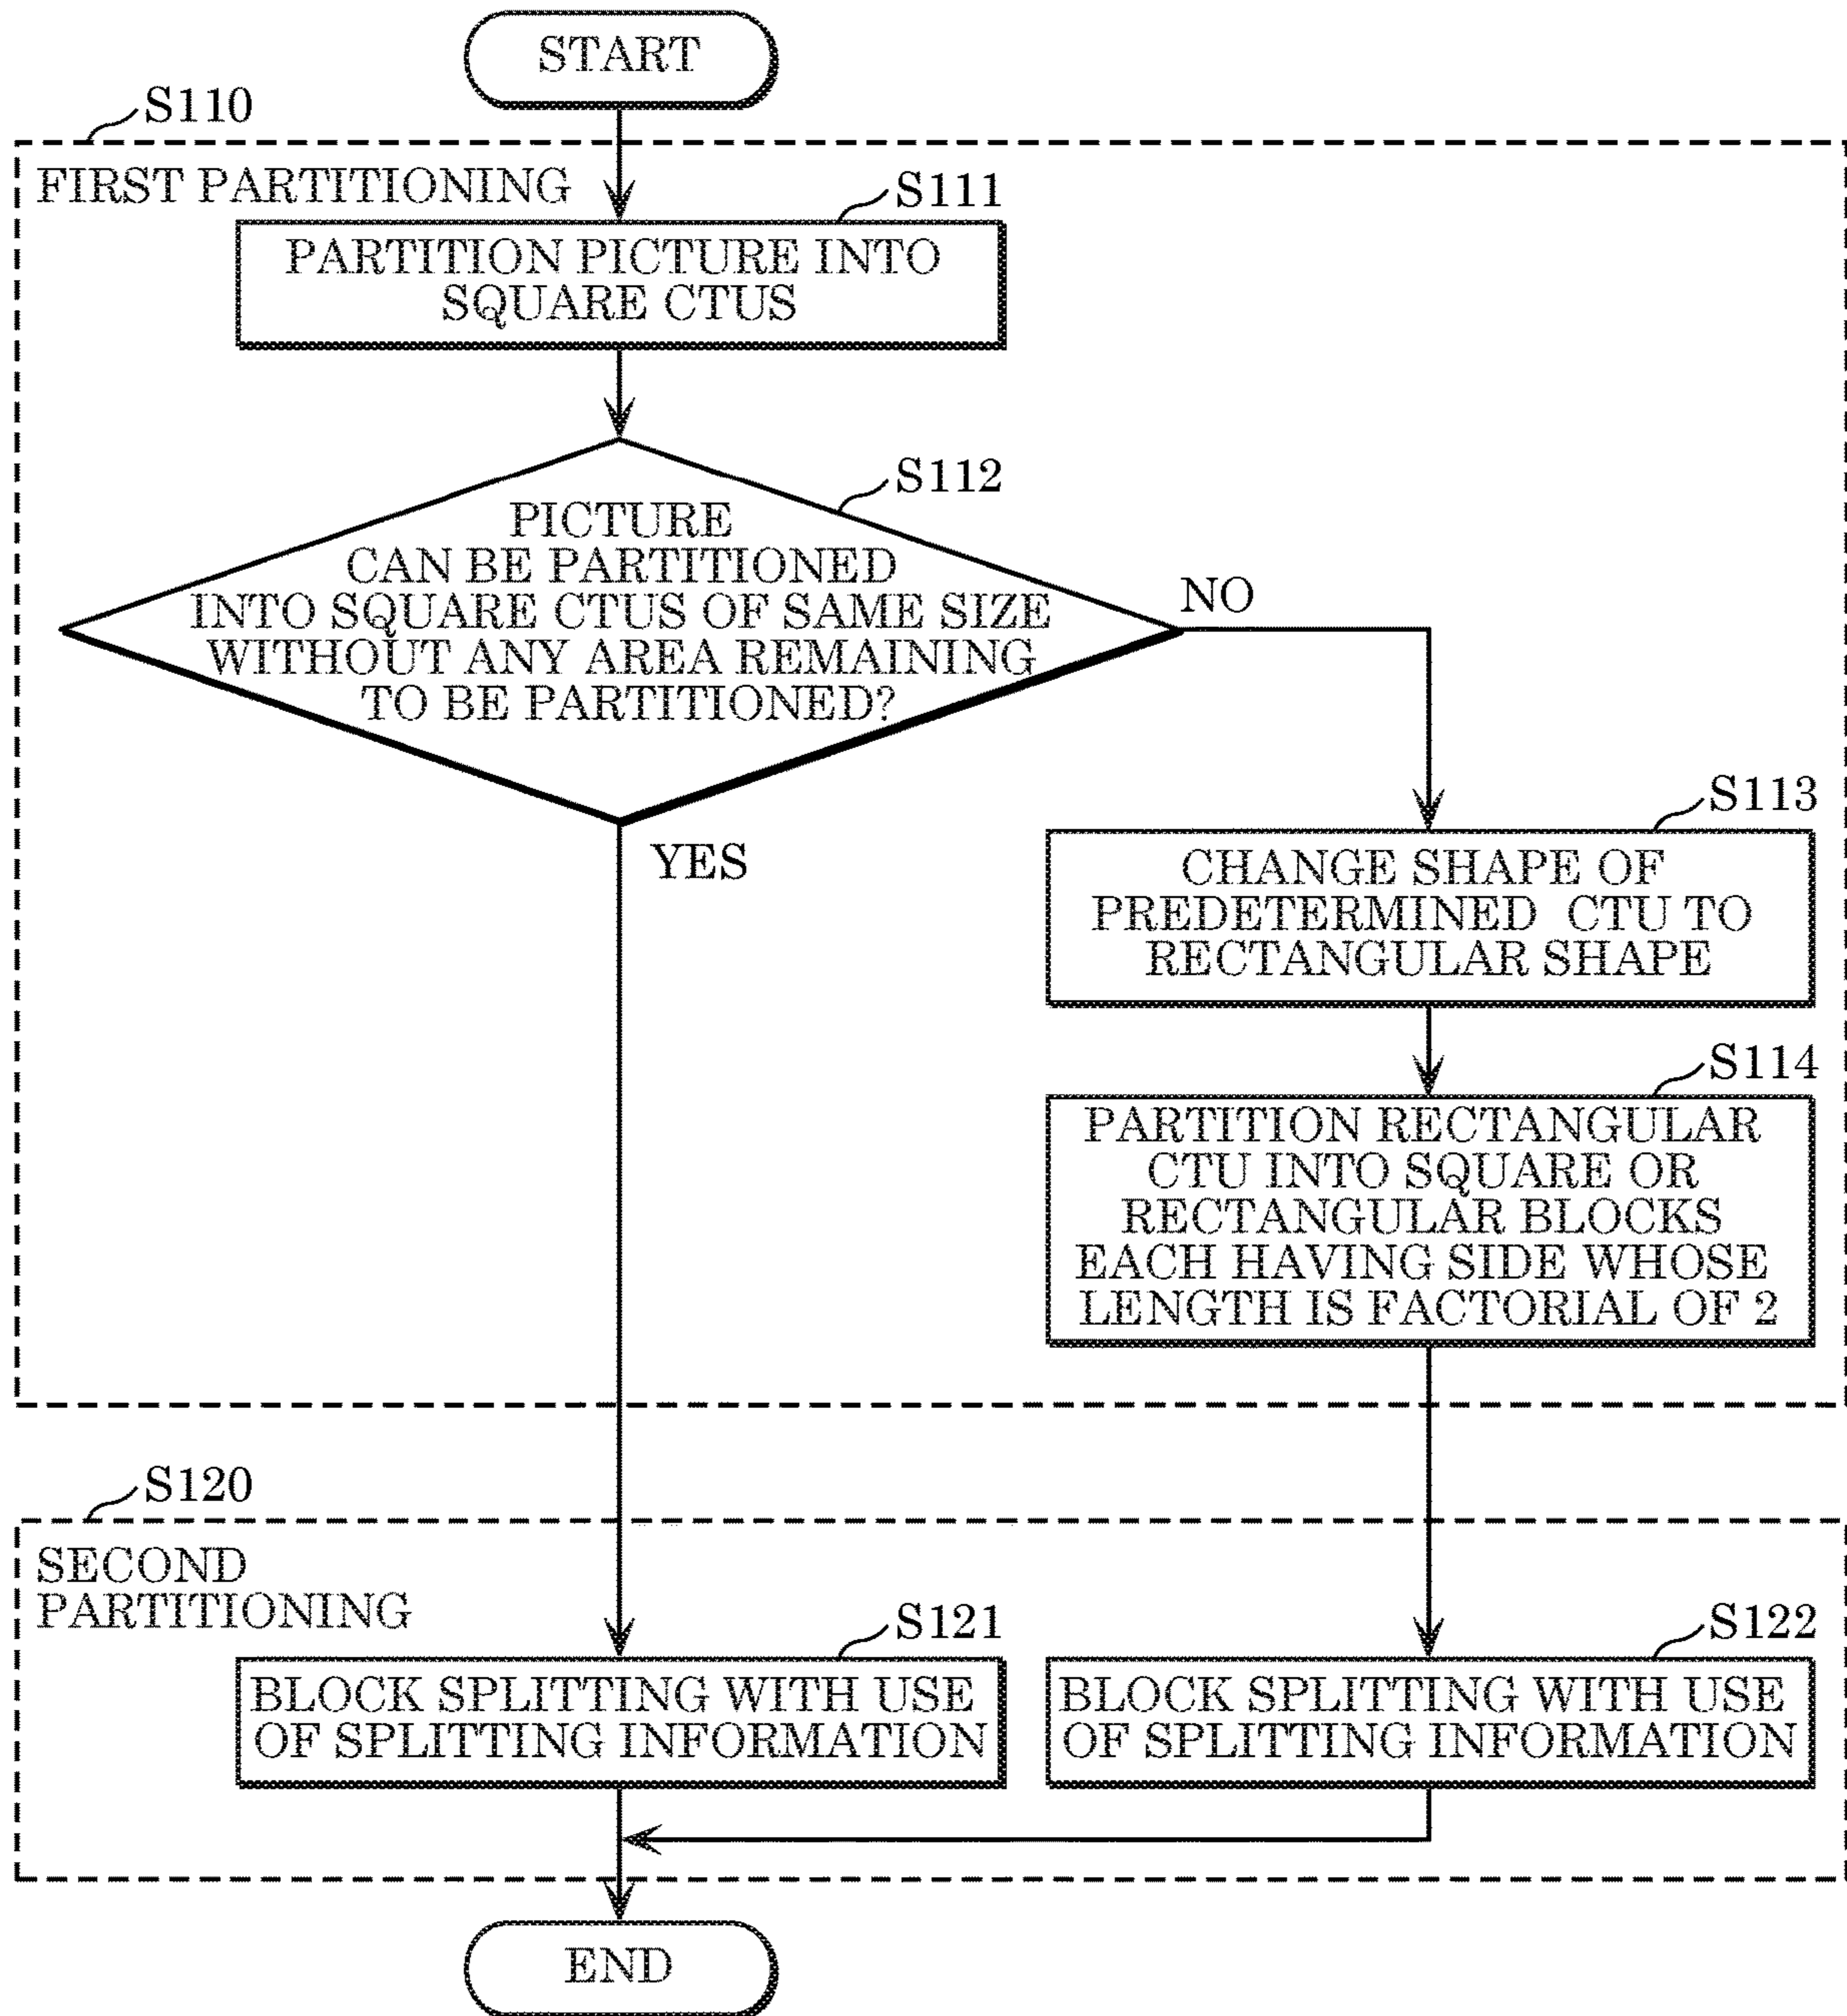 START
S110
FIRST PARTITIONING
S111
PARTITION PICTURE INTO
SQUARE CTUS
S112
PICTURE
CAN BE PARTITIONED
INTO SQUARE CTUS OF SAME SIZE
WITHOUT ANY AREA REMAINING
TO BE PARTITIONED?
NO
YES
S113
CHANGE SHAPE OF
PREDETERMINED CTU TO
RECTANGULAR SHAPE
S114
PARTITION RECTANGULAR
CTU INTO SQUARE OR
RECTANGULAR BLOCKS
EACH HAVING SIDE WHOSE
LENGTH IS FACTORIAL OF 2
S120
SECOND
PARTITIONING
S121
BLOCK SPLITTING WITH USE
OF SPLITTING INFORMATION
S122
BLOCK SPLITTING WITH USE
OF SPLITTING INFORMATION
END